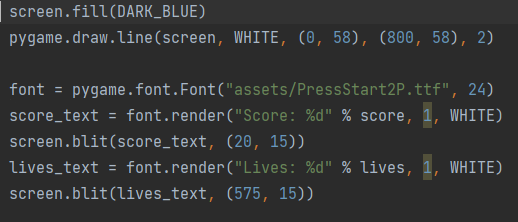 screen.fill(DARK_BLUE)
pygame.draw.line(screen, WHITE, (0, 58), (800, 58), 2)
font = pygame.font.Font("assets/PressStart2P.ttf", 24)
score_text = font.render("Score: %d" % score, 1, WHITE)
screen.blit(score_text, (20, 15))
lives_text = font.render("Lives: %d" % lives, 1, WHITE)
screen.blit(lives_text, (575, 15))